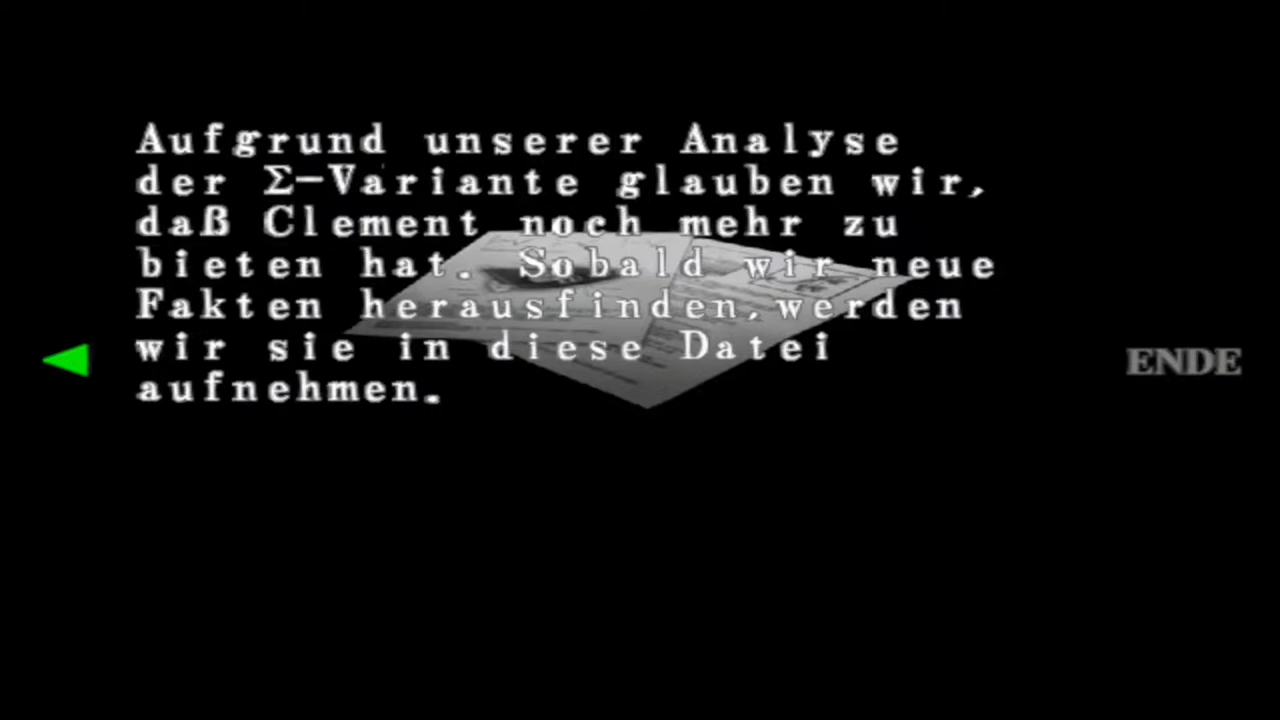 Aufgrund unserer Analyse
der Σ-Variante glauben wir,
daß Clement noch mehr zu
bieten hat. Sobald wir neue
Fakten herausfinden,werden
wir sie in diese Datei
aufnehmen.
ENDE